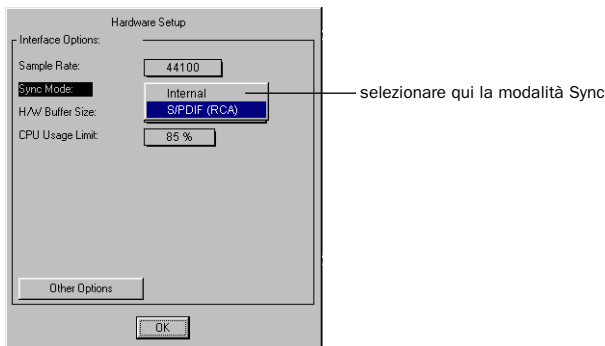 Hardware Setup
Interface Options:
Sample Rate: 44100
Sync Mode: Internal selezionare qui la modalità Sync
S/PDIF (RCA)
H/W Buffer Size:
CPU Usage Limit: 85 %
Other Options
OK